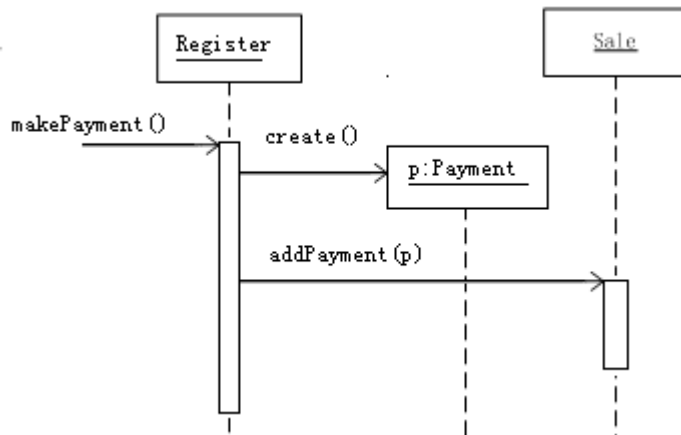 Register
Sale
makePayment()
create()
p:Payment
addPayment(p)